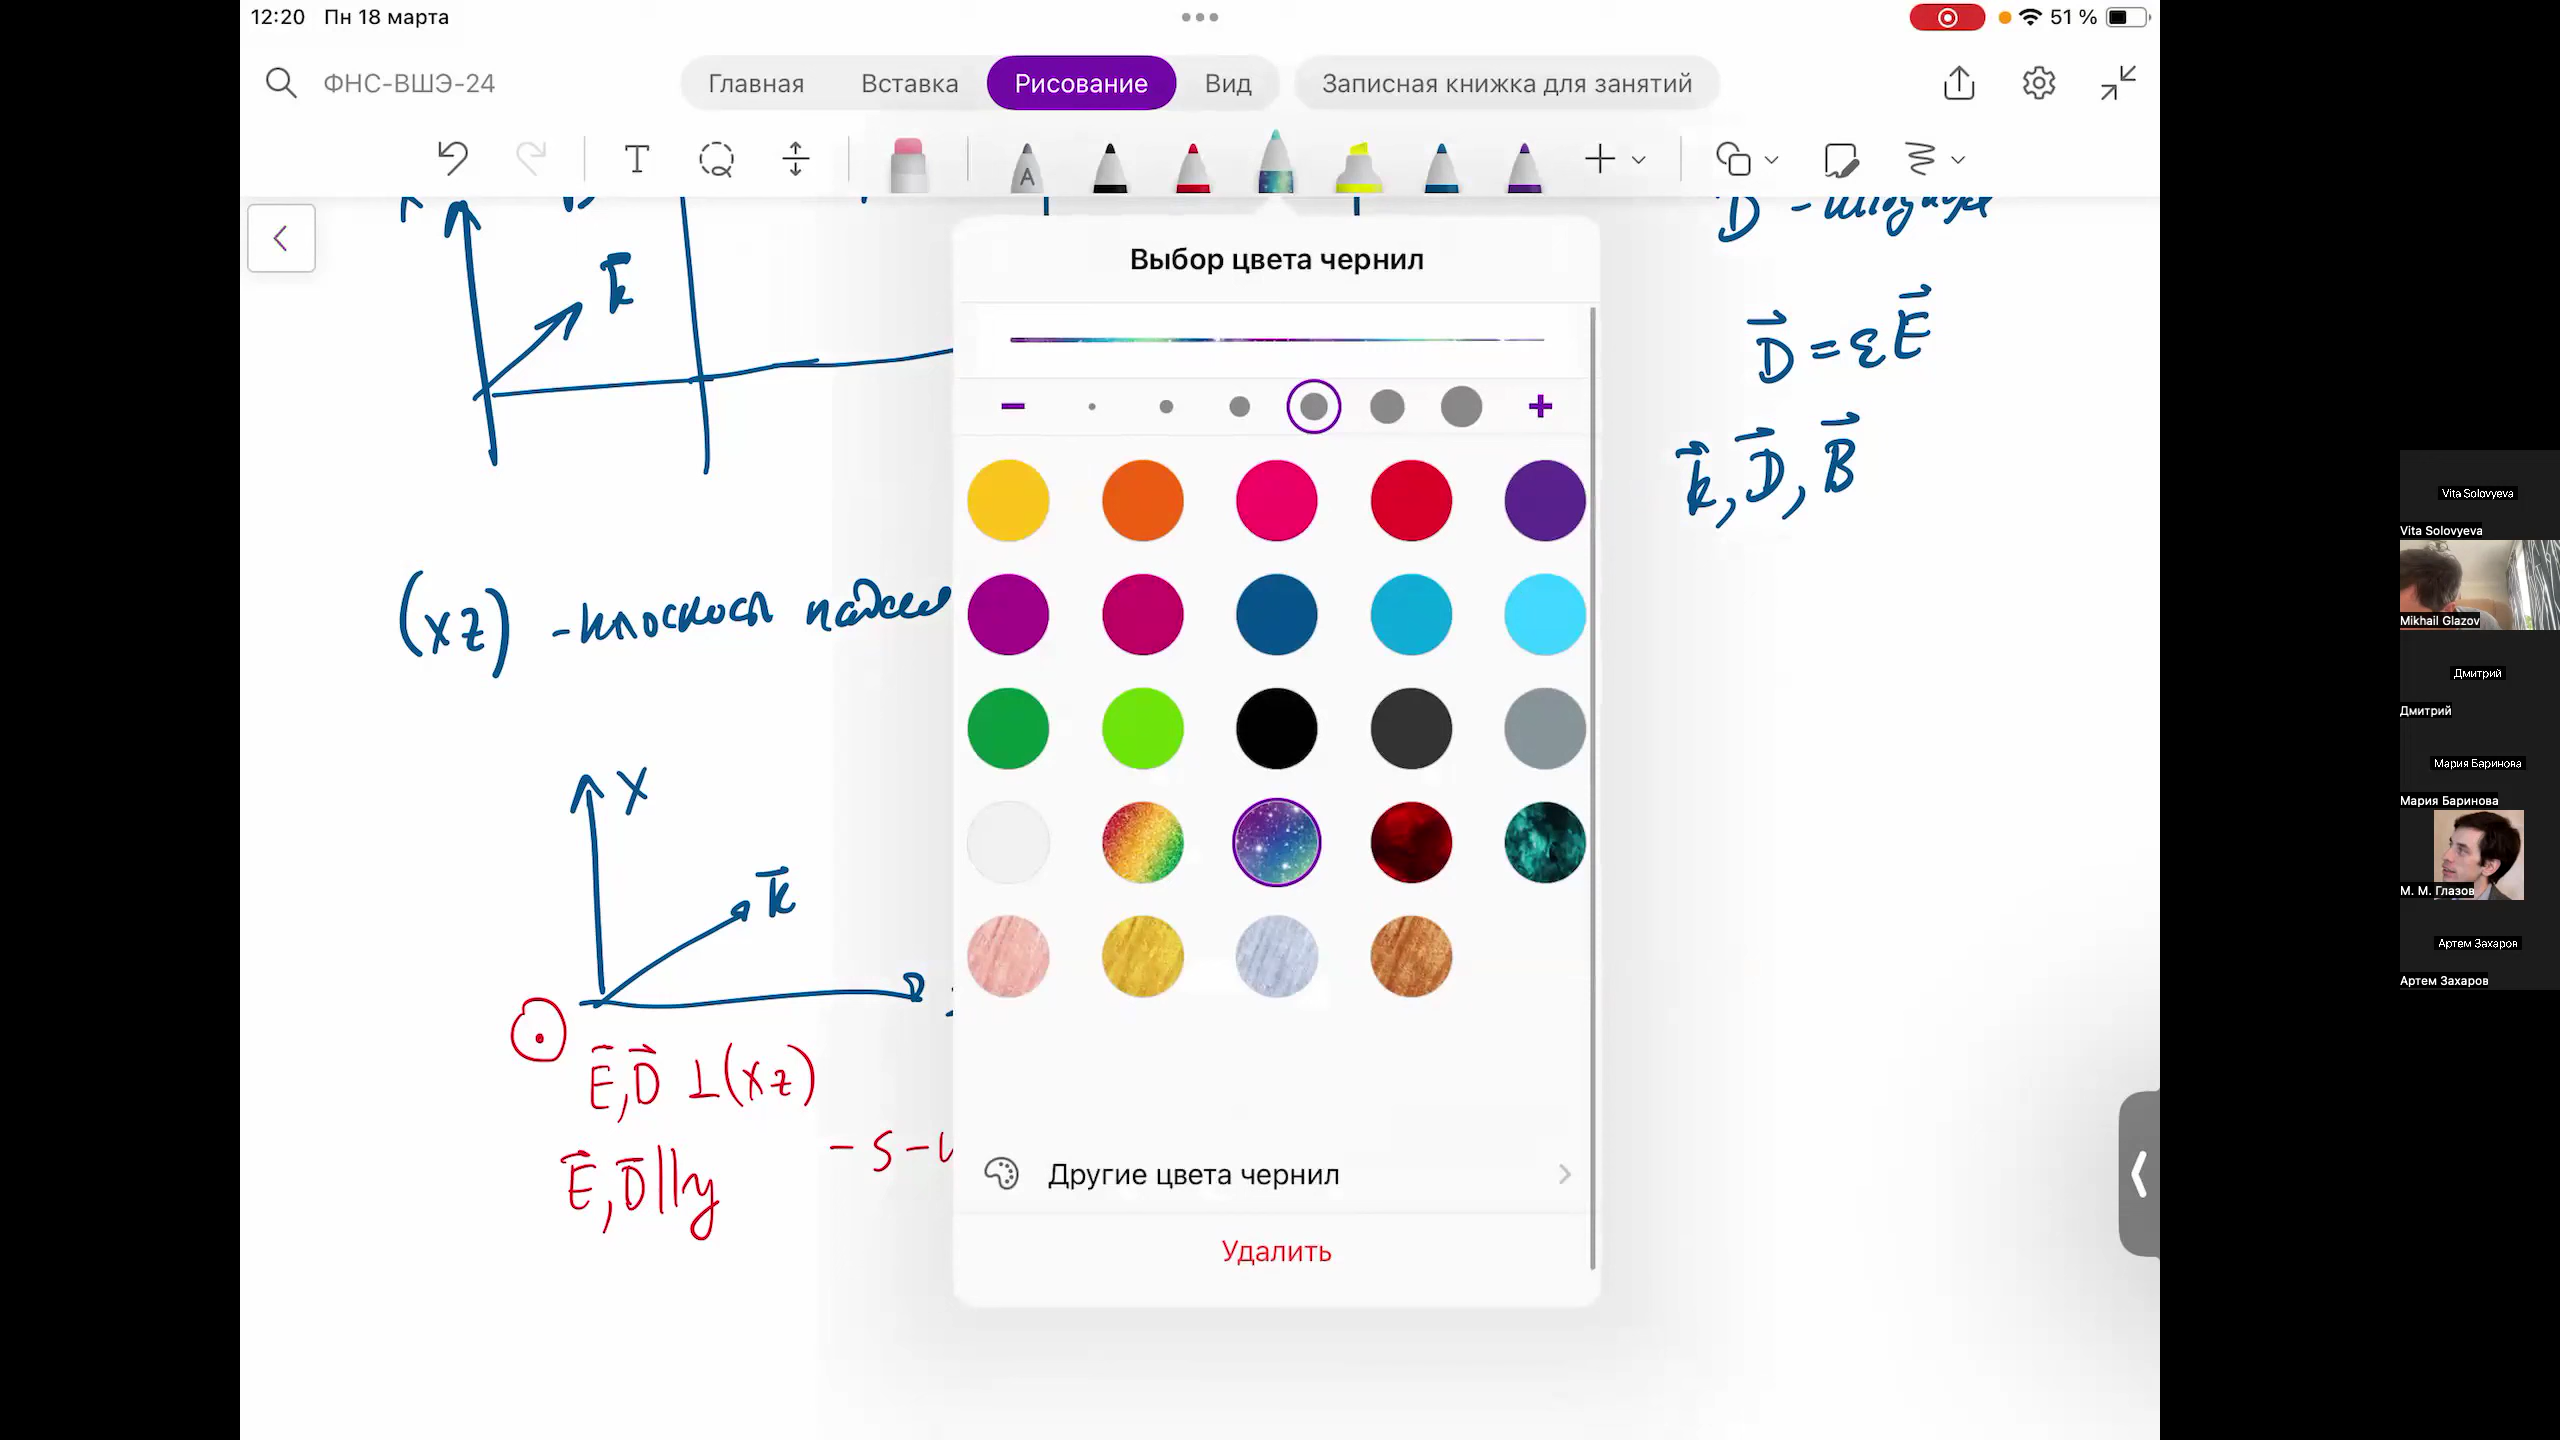 12:20 Пн 18 марта 51 %
ФНС-ВШЭ-24 Главная Вставка Рисование Вид Записная книжка для занятий
T A
Выбор цвета чернил
k⃗
D⃗ = εE⃗
k⃗, D⃗, B⃗
(xz) - плоскость
X
k⃗
E⃗, D⃗ ⊥(xz)
- S -
E⃗, D⃗ || y
Другие цвета чернил
Удалить
Vita Solovyeva
Vita Solovyeva
Mikhail Glazov
Дмитрий
Дмитрий
Мария Баринова
Мария Баринова
М. М. Глазов
Артем Захаров
Артем Захаров